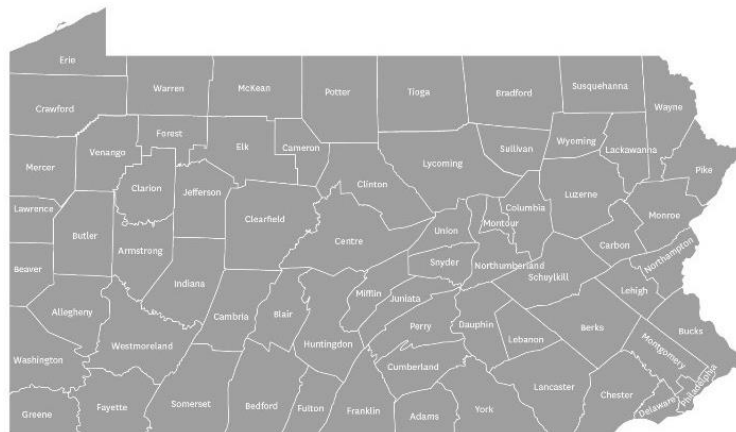 Erie
Warren
McKean
Potter
Tioga
Bradford
Susquehanna
Wayne
Crawford
Forest
Elk
Cameron
Lycoming
Sullivan
Wyoming
Lackawanna
Pike
Mercer
Venango
Clarion
Jefferson
Clearfield
Clinton
Columbia
Luzerne
Monroe
Lawrence
Butler
Armstrong
Centre
Union
Montour
Carbon
Northampton
Beaver
Indiana
Mifflin
Snyder
Northumberland
Schuylkill
Lehigh
Allegheny
Cambria
Blair
Huntingdon
Juniata
Perry
Dauphin
Lebanon
Berks
Montgomery
Bucks
Washington
Westmoreland
Cumberland
Lancaster
Chester
Delaware
Philadelphia
Greene
Fayette
Somerset
Bedford
Fulton
Franklin
Adams
York